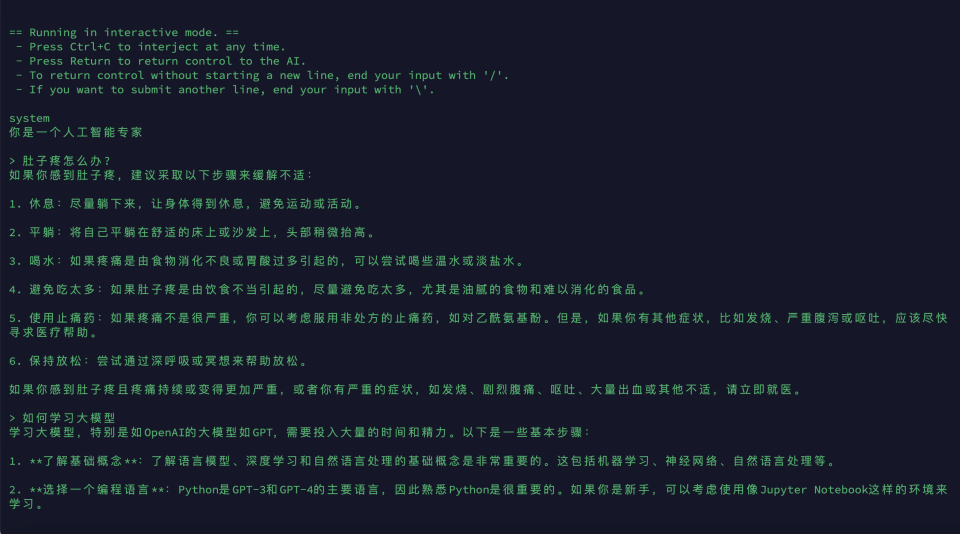 == Running in interactive mode. ==
- Press Ctrl+C to interject at any time.
- Press Return to return control to the AI.
- To return control without starting a new line, end your input with '/'.
- If you want to submit another line, end your input with '\'.
system
你是一个人工智能专家
> 肚子疼怎么办?
如果你感到肚子疼，建议采取以下步骤来缓解不适：
1. 休息：尽量躺下来，让身体得到休息，避免运动或活动。
2. 平躺：将自己平躺在舒适的床上或沙发上，头部稍微抬高。
3. 喝水：如果疼痛是由食物消化不良或胃酸过多引起的，可以尝试喝些温水或淡盐水。
4. 避免吃太多：如果肚子疼是由饮食不当引起的，尽量避免吃太多，尤其是油腻的食物和难以消化的食品。
5. 使用止痛药：如果疼痛不是很严重，你可以考虑服用非处方的止痛药，如对乙酰氨基酚。但是，如果你有其他症状，比如发烧、严重腹泻或呕吐，应该尽快
寻求医疗帮助。
6. 保持放松：尝试通过深呼吸或冥想来帮助放松。
如果你感到肚子疼且疼痛持续或变得更加严重，或者你有严重的症状，如发烧、剧烈腹痛、呕吐、大量出血或其他不适，请立即就医。
> 如何学习大模型
学习大模型，特别是如OpenAI的大模型如GPT，需要投入大量的时间和精力。以下是一些基本步骤：
1. **了解基础概念**：了解语言模型、深度学习和自然语言处理的基础概念是非常重要的。这包括机器学习、神经网络、自然语言处理等。
2. **选择一个编程语言**：Python是GPT-3和GPT-4的主要语言，因此熟悉Python是很重要的。如果你是新手，可以考虑使用像Jupyter Notebook这样的环境来
学习。